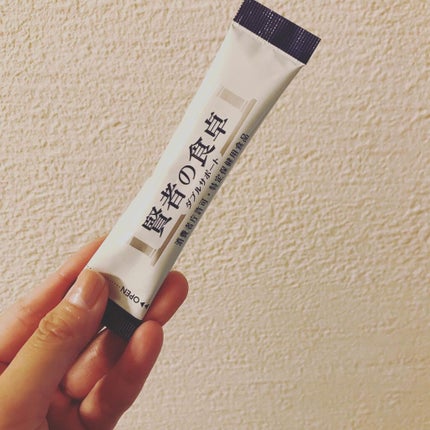 賢者の食卓
ダブルサポート
消費者庁許可・特定保健用食品
OPEN